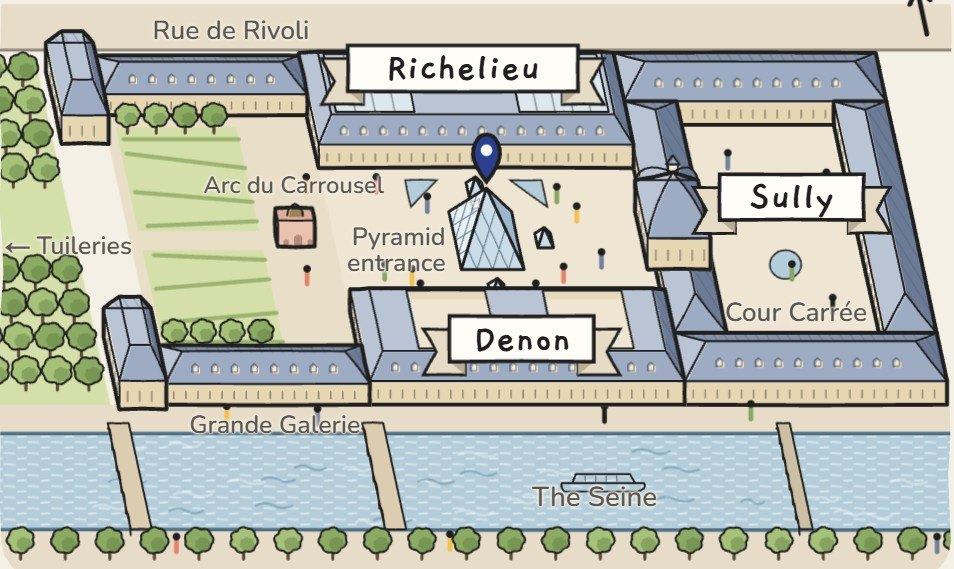 Rue de Rivoli
Richelieu
Arc du Carrousel
Sully
Pyramid
entrance
← Tuileries
Cour Carrée
Denon
Grande Galerie
The Seine